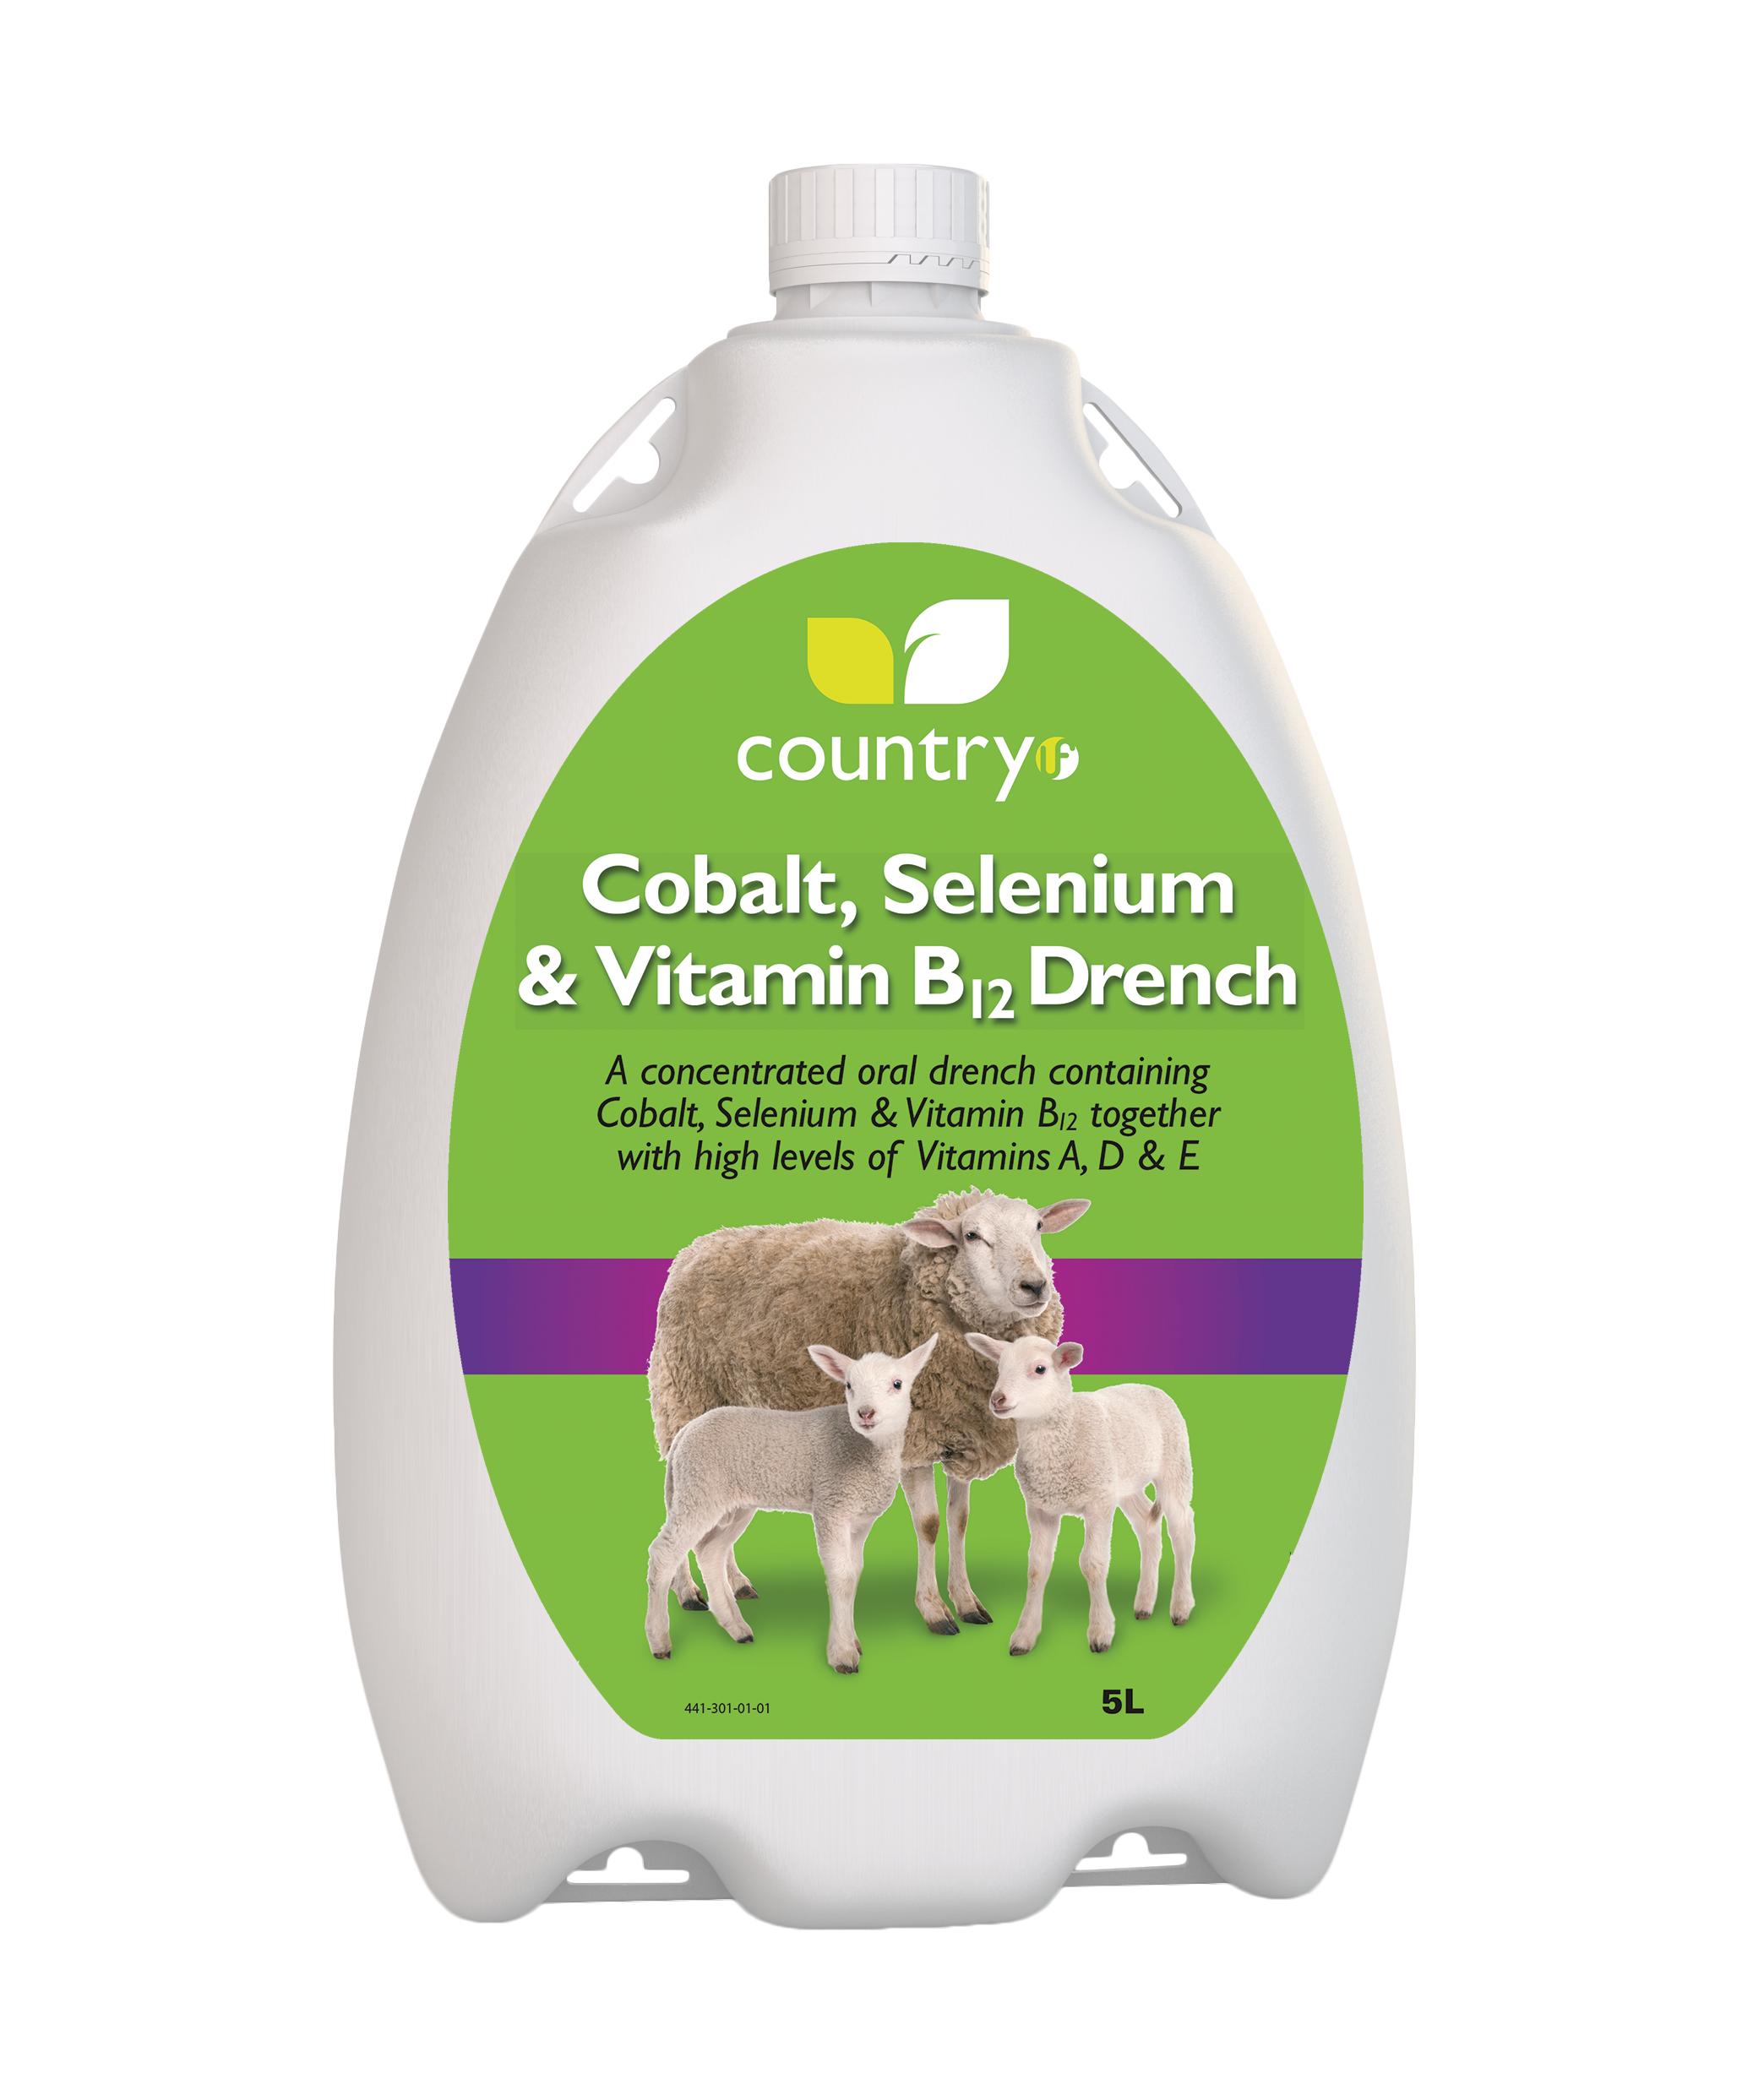 country UF
Cobalt, Selenium
& Vitamin B12 Drench
A concentrated oral drench containing
Cobalt, Selenium & Vitamin B12 together
with high levels of Vitamins A, D & E
441-301-01-01
5L